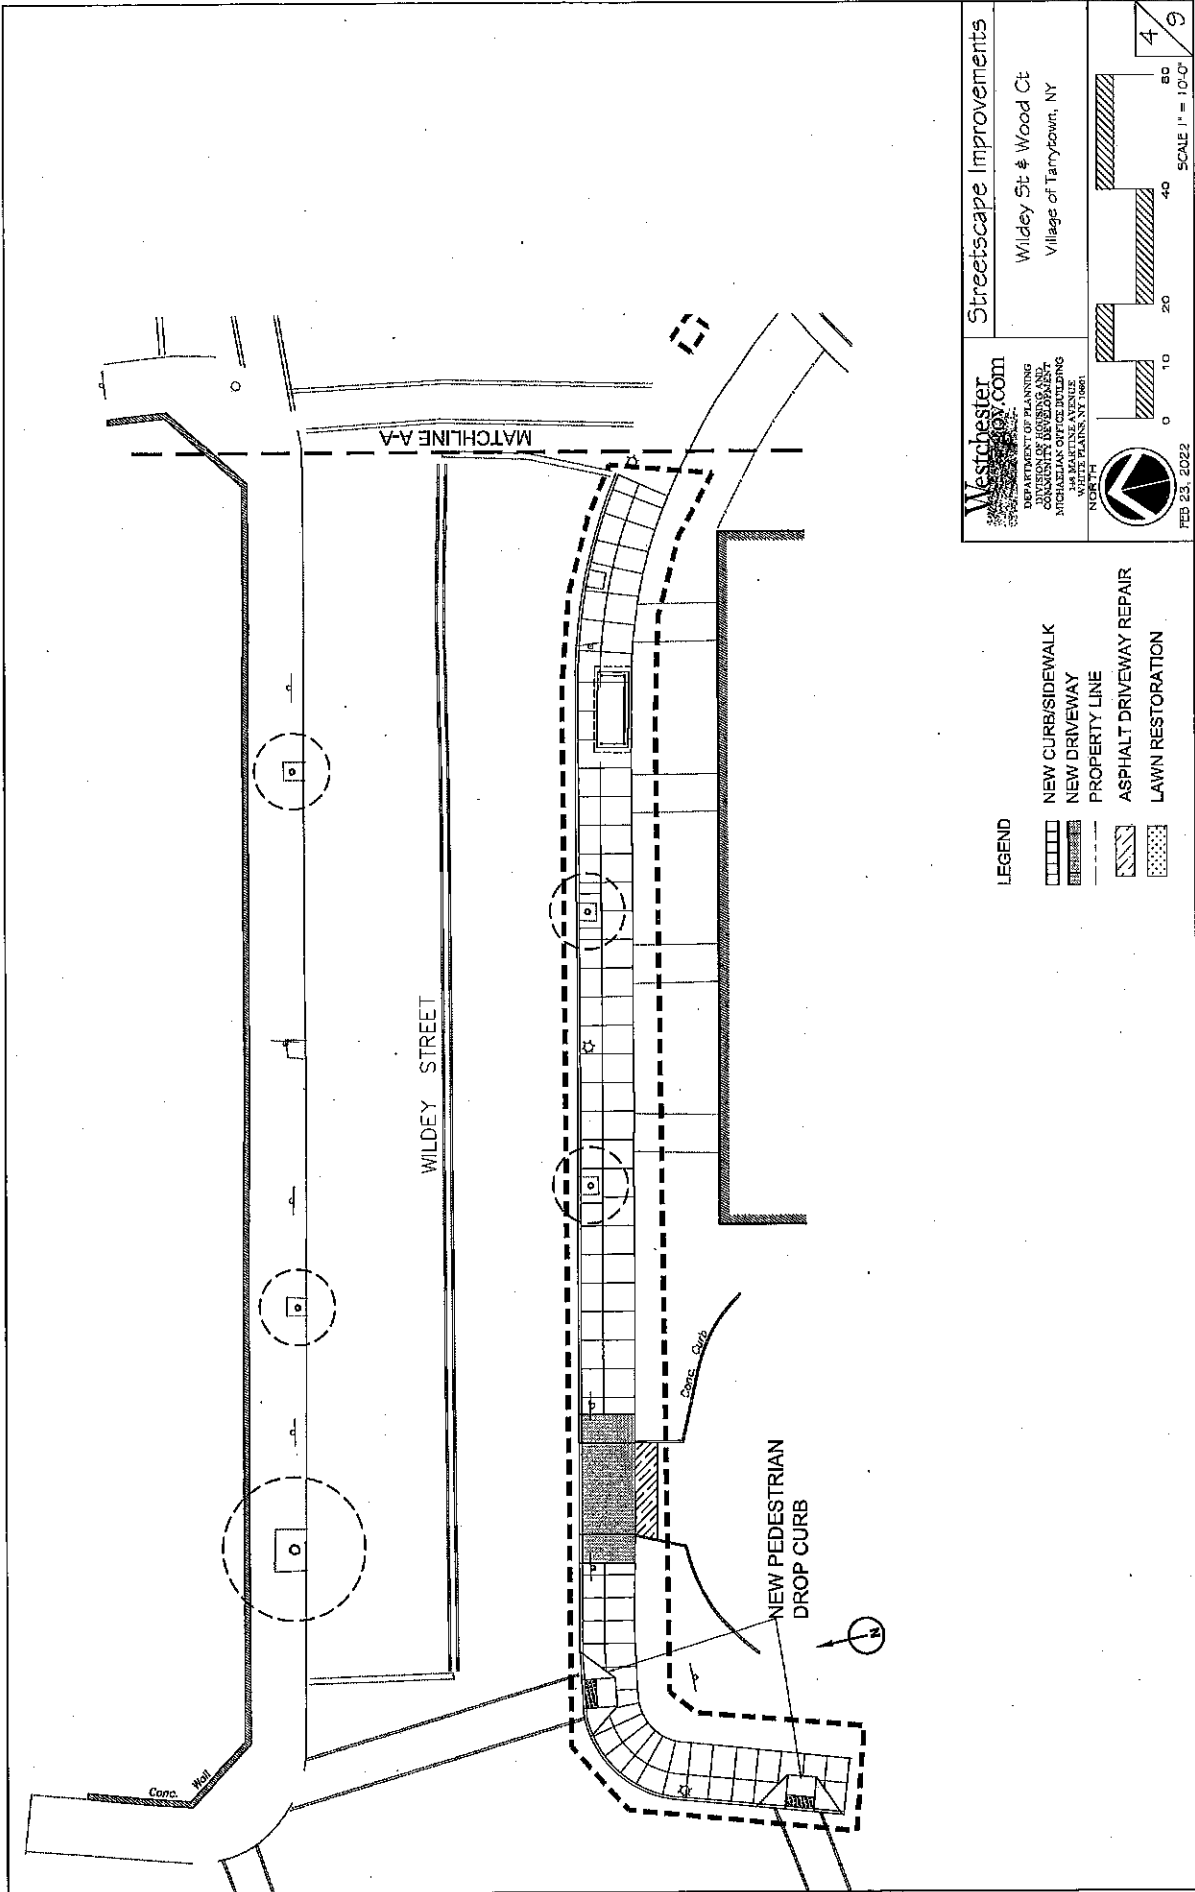 Conc. Wall
WILDEY STREET
MATCHLINE A-A
Conc. Curb
NEW PEDESTRIAN
DROP CURB
N
LEGEND
NEW CURB/SIDEWALK
NEW DRIVEWAY
PROPERTY LINE
ASPHALT DRIVEWAY REPAIR
LAWN RESTORATION
Westchester
gov.com
DEPARTMENT OF PLANNING
DIVISION OF HOUSING AND
COMMUNITY DEVELOPMENT
MICHAELIAN OFFICE BUILDING
148 MARTINE AVENUE
WHITE PLAINS, NY 10601
Streetscape Improvements
Wildey St & Wood Ct
Village of Tarrytown, NY
NORTH
FEB 23, 2022
0 10 20 40 80
SCALE 1" = 10'-0"
4/9